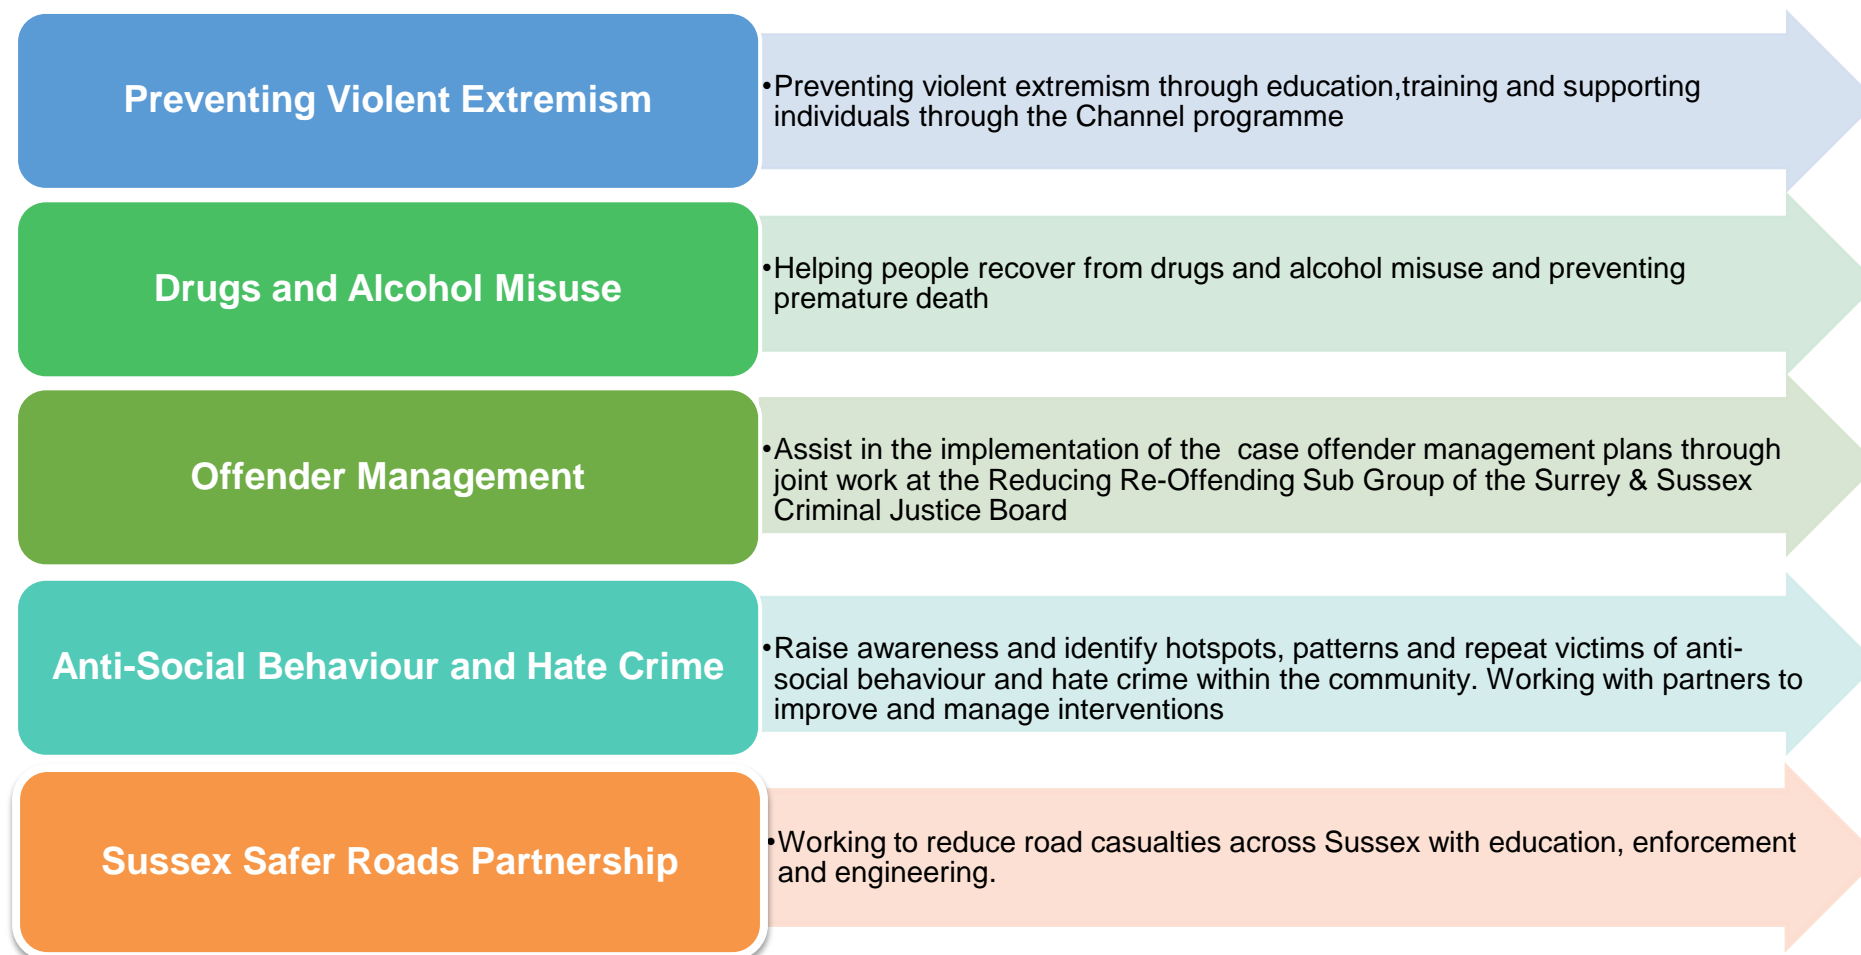 Preventing Violent Extremism
•Preventing violent extremism through education,training and supporting
individuals through the Channel programme
Drugs and Alcohol Misuse
•Helping people recover from drugs and alcohol misuse and preventing
premature death
Offender Management
•Assist in the implementation of the  case offender management plans through
joint work at the Reducing Re-Offending Sub Group of the Surrey & Sussex
Criminal Justice Board
Anti-Social Behaviour and Hate Crime
•Raise awareness and identify hotspots, patterns and repeat victims of anti-
social behaviour and hate crime within the community. Working with partners to
improve and manage interventions
Sussex Safer Roads Partnership
•Working to reduce road casualties across Sussex with education, enforcement
and engineering.